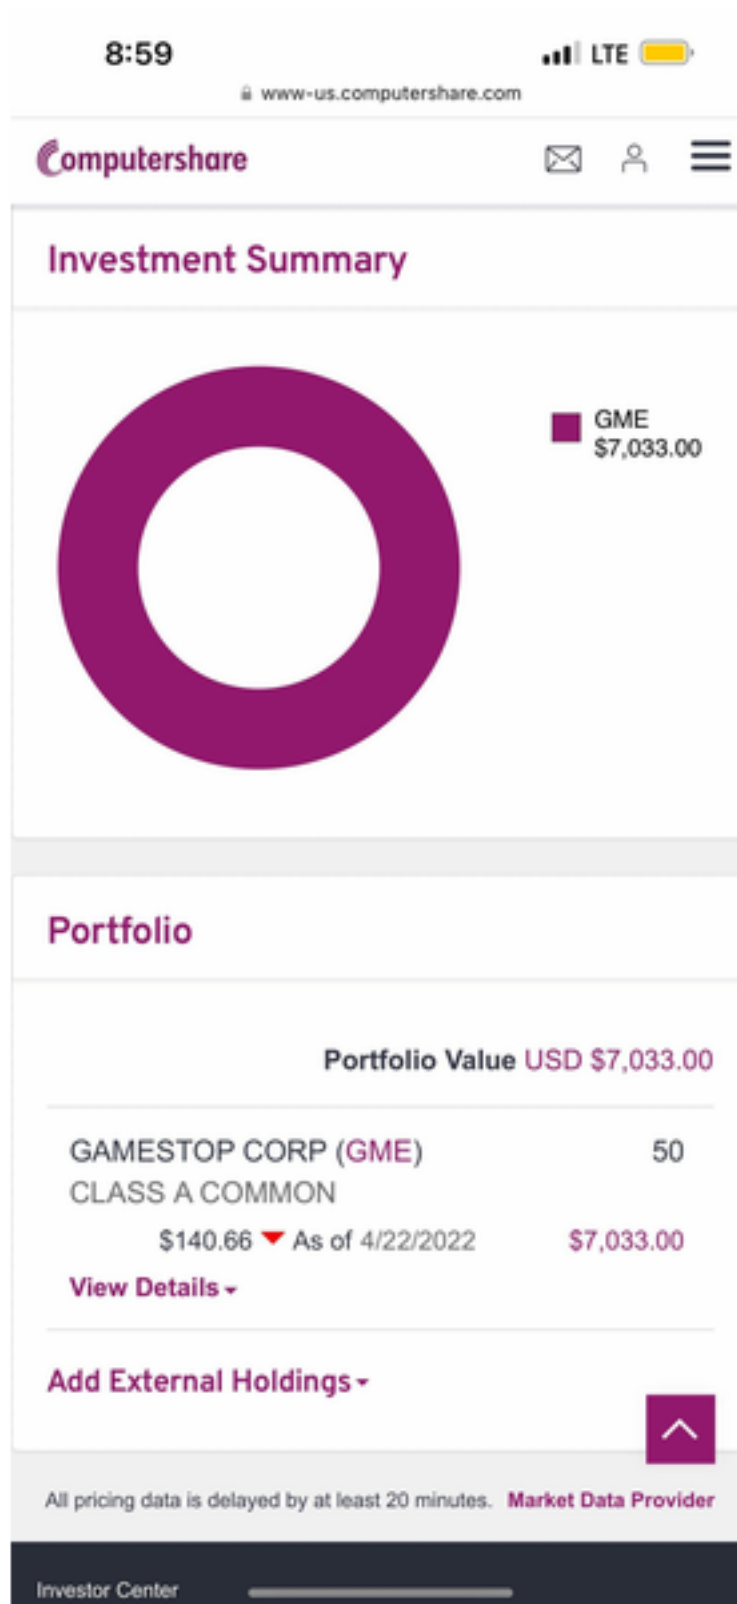 8:59
LTE
www-us.computershare.com
Computershare
Investment Summary
GME
$7,033.00
Portfolio
Portfolio Value USD $7,033.00
GAMESTOP CORP (GME) 50
CLASS A COMMON
$140.66 As of 4/22/2022 $7,033.00
View Details
Add External Holdings
All pricing data is delayed by at least 20 minutes. Market Data Provider
Investor Center